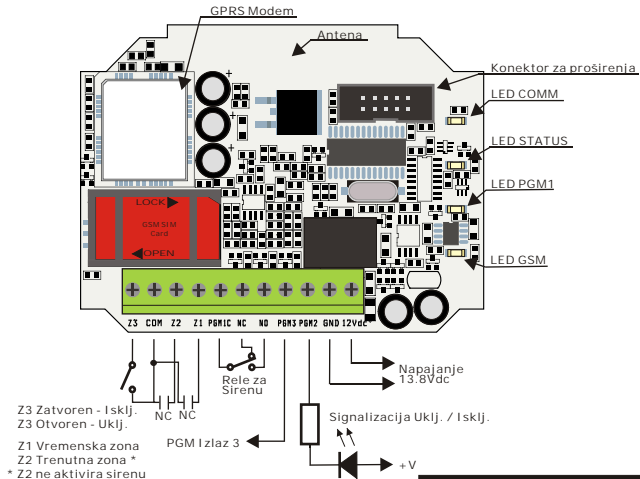 GPRS Modem
Antena
Konektor za proširenja
LED COMM
LED STATUS
LED PGM1
LED GSM
+
+
+
LOCK
GSM SIM
Card
OPEN
Z3 COM Z2 Z1 PGM1C NC NO PGM3 PGM2 GND 12Vdc
Napajanje
13.8Vdc
Rele za
Sirenu
NC NC
Z3 Zatvoren - Isklj.
Z3 Otvoren - Uklj.
Z1 Vremenska zona
Z2 Trenutna zona *
* Z2 ne aktivira sirenu
PGM Izlaz 3
Signalizacija Uklj. / Isklj.
+V